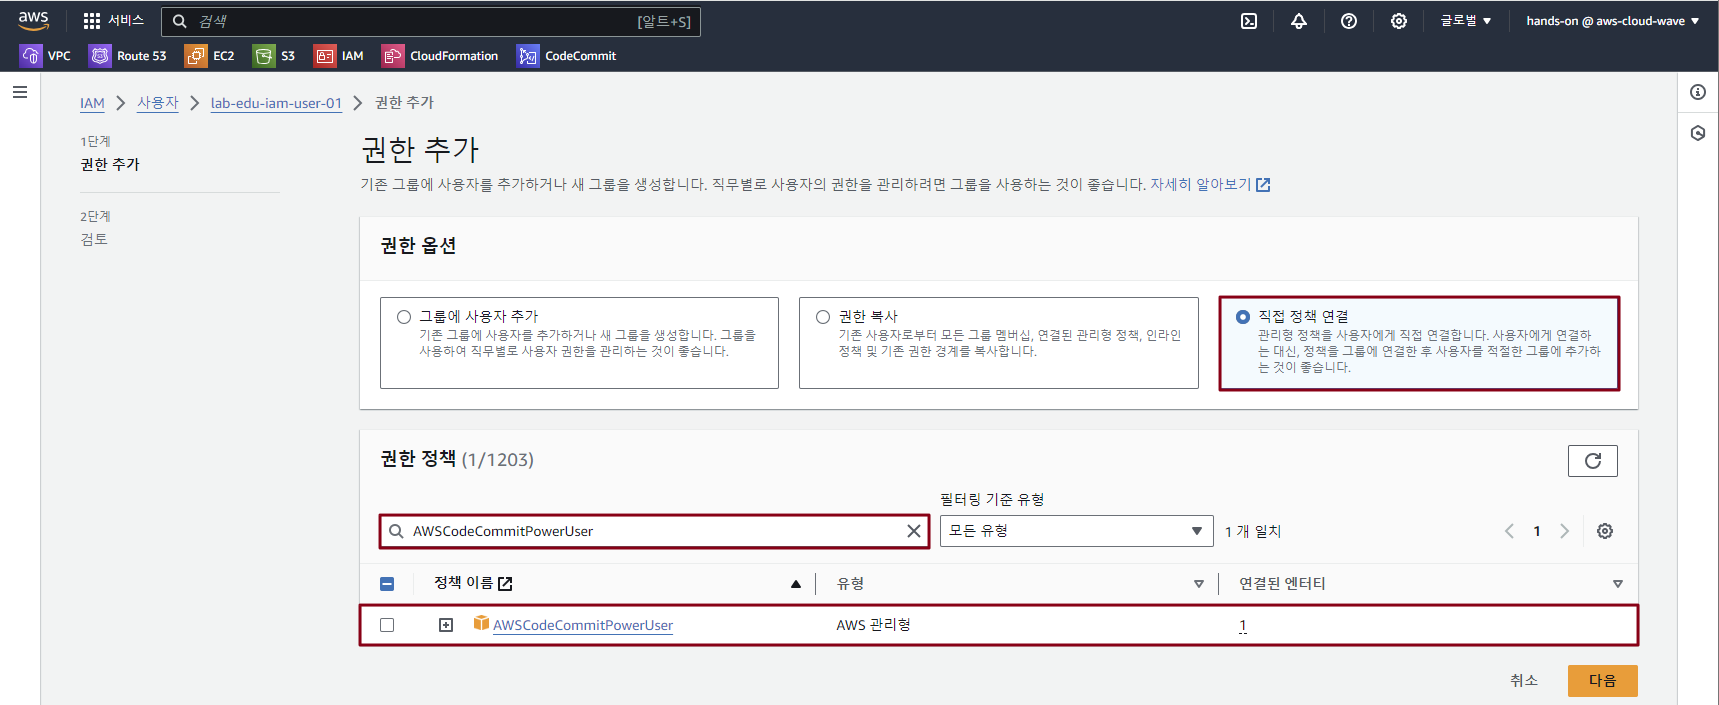 aws
서비스
검색
[알트+S]
글로벌
hands-on @ aws-cloud-wave
VPC
Route 53
EC2
S3
IAM
CloudFormation
CodeCommit
IAM
사용자
lab-edu-iam-user-01
권한 추가
1단계
권한 추가
2단계
검토
권한 추가
기존 그룹에 사용자를 추가하거나 새 그룹을 생성합니다. 직무별로 사용자의 권한을 관리하려면 그룹을 사용하는 것이 좋습니다. 자세히 알아보기
권한 옵션
그룹에 사용자 추가
기존 그룹에 사용자를 추가하거나 새 그룹을 생성합니다. 그룹을
사용하여 직무별로 사용자 권한을 관리하는 것이 좋습니다.
권한 복사
기존 사용자로부터 모든 그룹 멤버십, 연결된 관리형 정책, 인라인
정책 및 기존 권한 경계를 복사합니다.
직접 정책 연결
관리형 정책을 사용자에게 직접 연결합니다. 사용자에게 연결하
는 대신, 정책을 그룹에 연결한 후 사용자를 적절한 그룹에 추가하
는 것이 좋습니다.
권한 정책 (1/1203)
필터링 기준 유형
AWSCodeCommitPowerUser
모든 유형
1 개 일치
1
정책 이름
유형
연결된 엔터티
AWSCodeCommitPowerUser
AWS 관리형
1
취소
다음